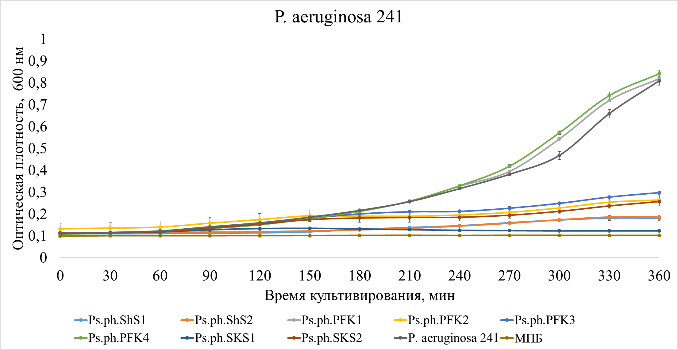 P. aeruginosa 241
Оптическая плотность, 600 нм
1
0,9
0,8
0,7
0,6
0,5
0,4
0,3
0,2
0,1
0
0 30 60 90 120 150 180 210 240 270 300 330 360
Время культивирования, мин
Ps.ph.ShS1 Ps.ph.ShS2 Ps.ph.PFK1 Ps.ph.PFK2 Ps.ph.PFK3
Ps.ph.PFK4 Ps.ph.SKS1 Ps.ph.SKS2 P. aeruginosa 241 МПБ